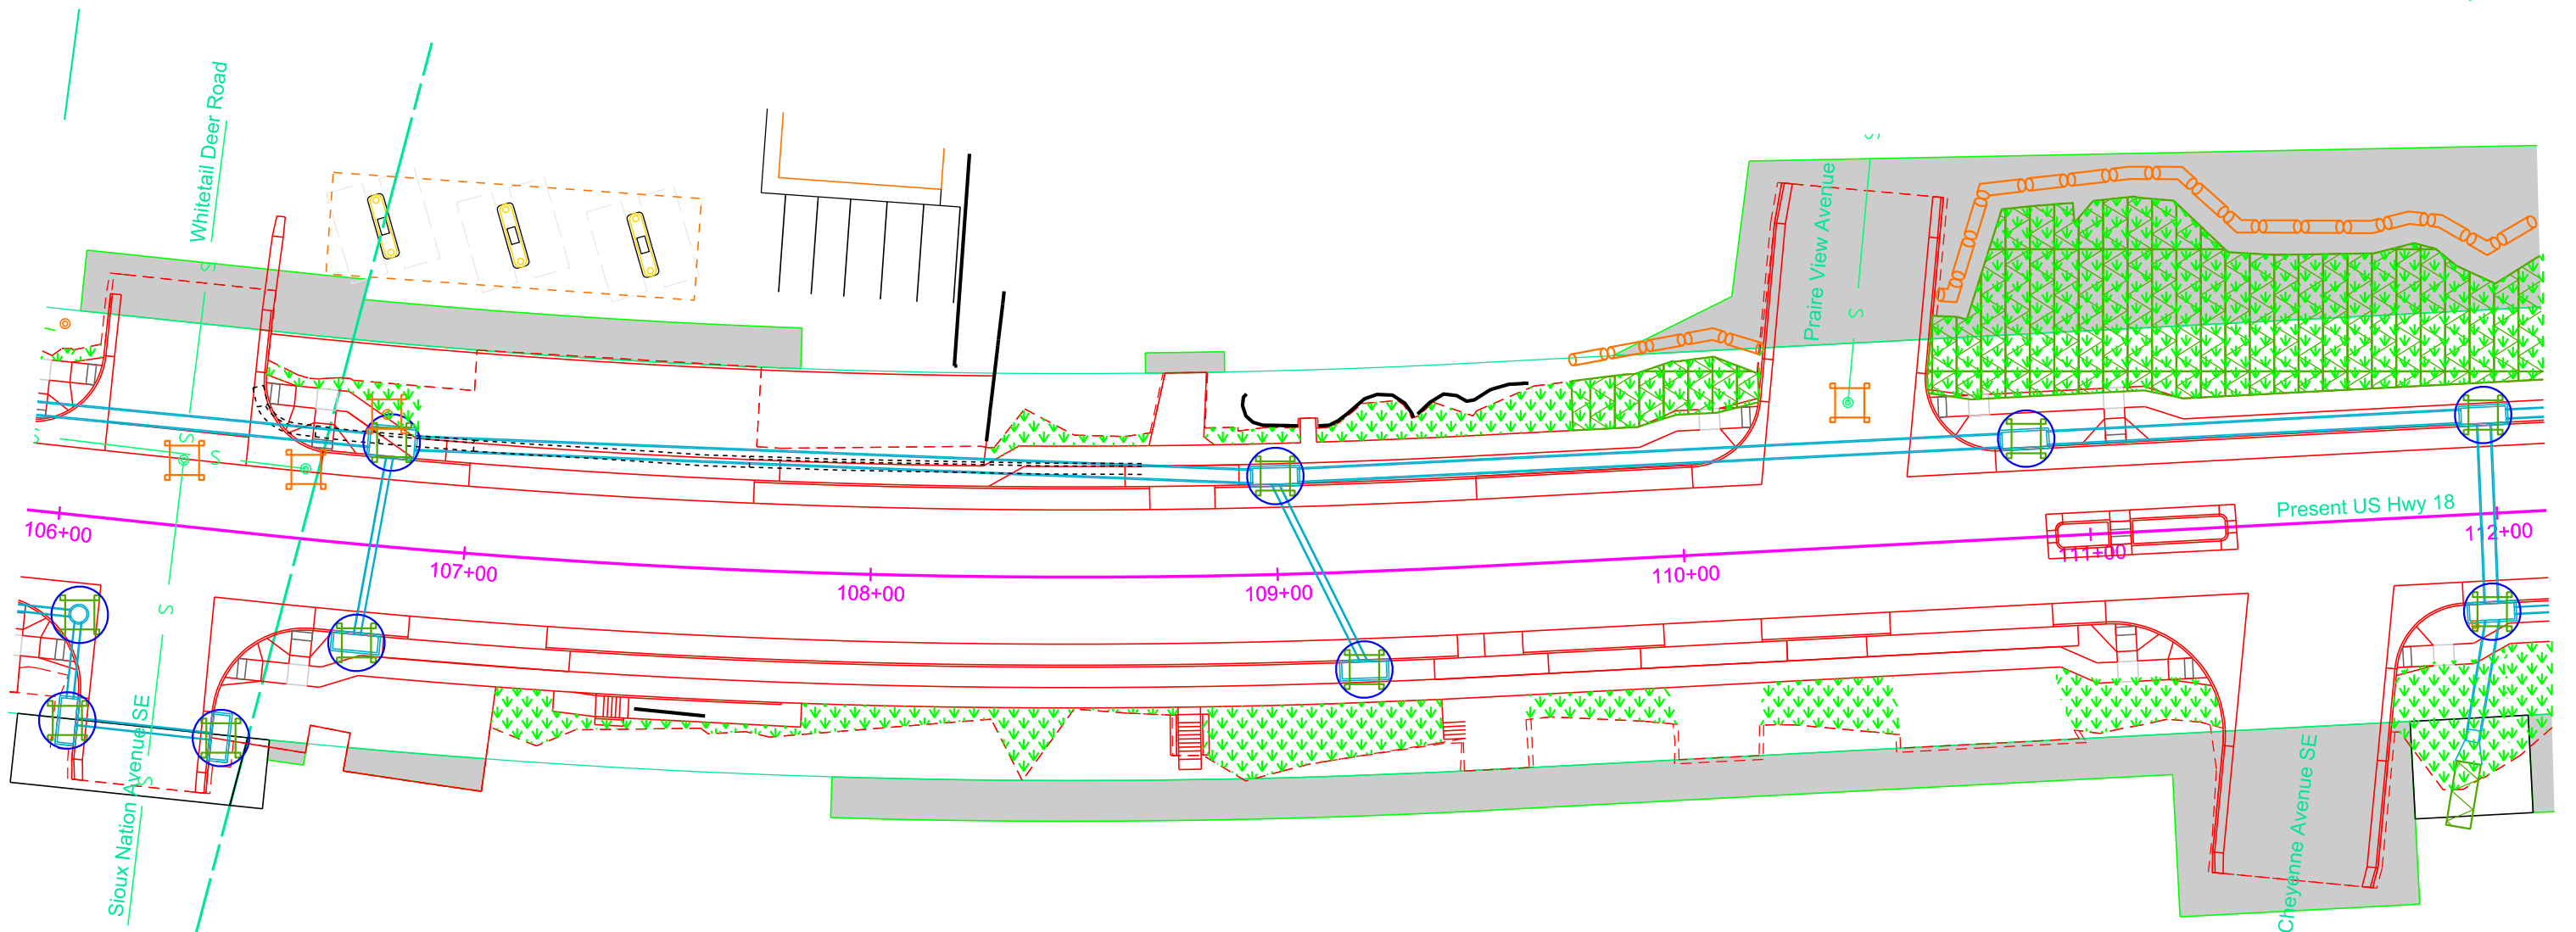 Whitetail Deer Road
S
Praire View Avenue
S
S
S
S
S
Present US Hwy 18
106+00
107+00
108+00
109+00
110+00
111+00
112+00
S
Sioux Nation Avenue SE
S
Cheyenne Avenue SE